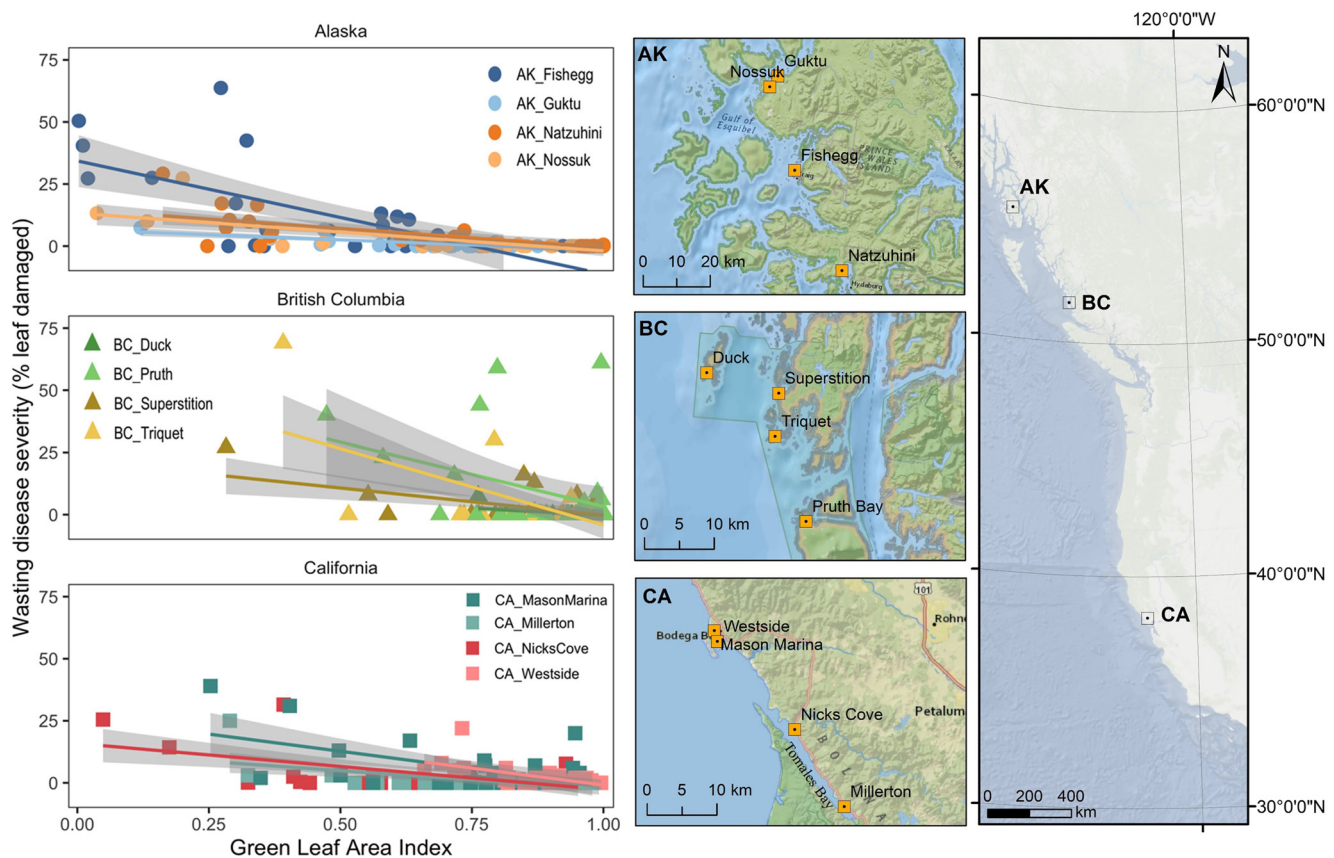 Alaska
75
50
25
0
AK_Fishegg
AK_Guktu
AK_Natzuhini
AK_Nossuk
British Columbia
75
50
25
0
BC_Duck
BC_Pruth
BC_Superstition
BC_Triquet
California
75
50
25
0
CA_MasonMarina
CA_Millerton
CA_NicksCove
CA_Westside
0.00 0.25 0.50 0.75 1.00
Green Leaf Area Index
Wasting disease severity (% leaf damaged)
AK
Guktu
Nossuk
Gulf of
Esquibel
Fishegg
PRINCE
OF WALES
ISLAND
Craig
Natzuhini
Hydaburg
0 10 20 km
BC
Duck
Superstition
Triquet
Pruth Bay
0 5 10 km
CA
101
Westside
Bodega B
Mason Marina
Rohne
Petalum
Nicks Cove
B O L I N A
Tomales Bay
Millerton
0 5 10 km
120°0'0"W
N
60°0'0"N
AK
BC
50°0'0"N
40°0'0"N
CA
30°0'0"N
0 200 400
km